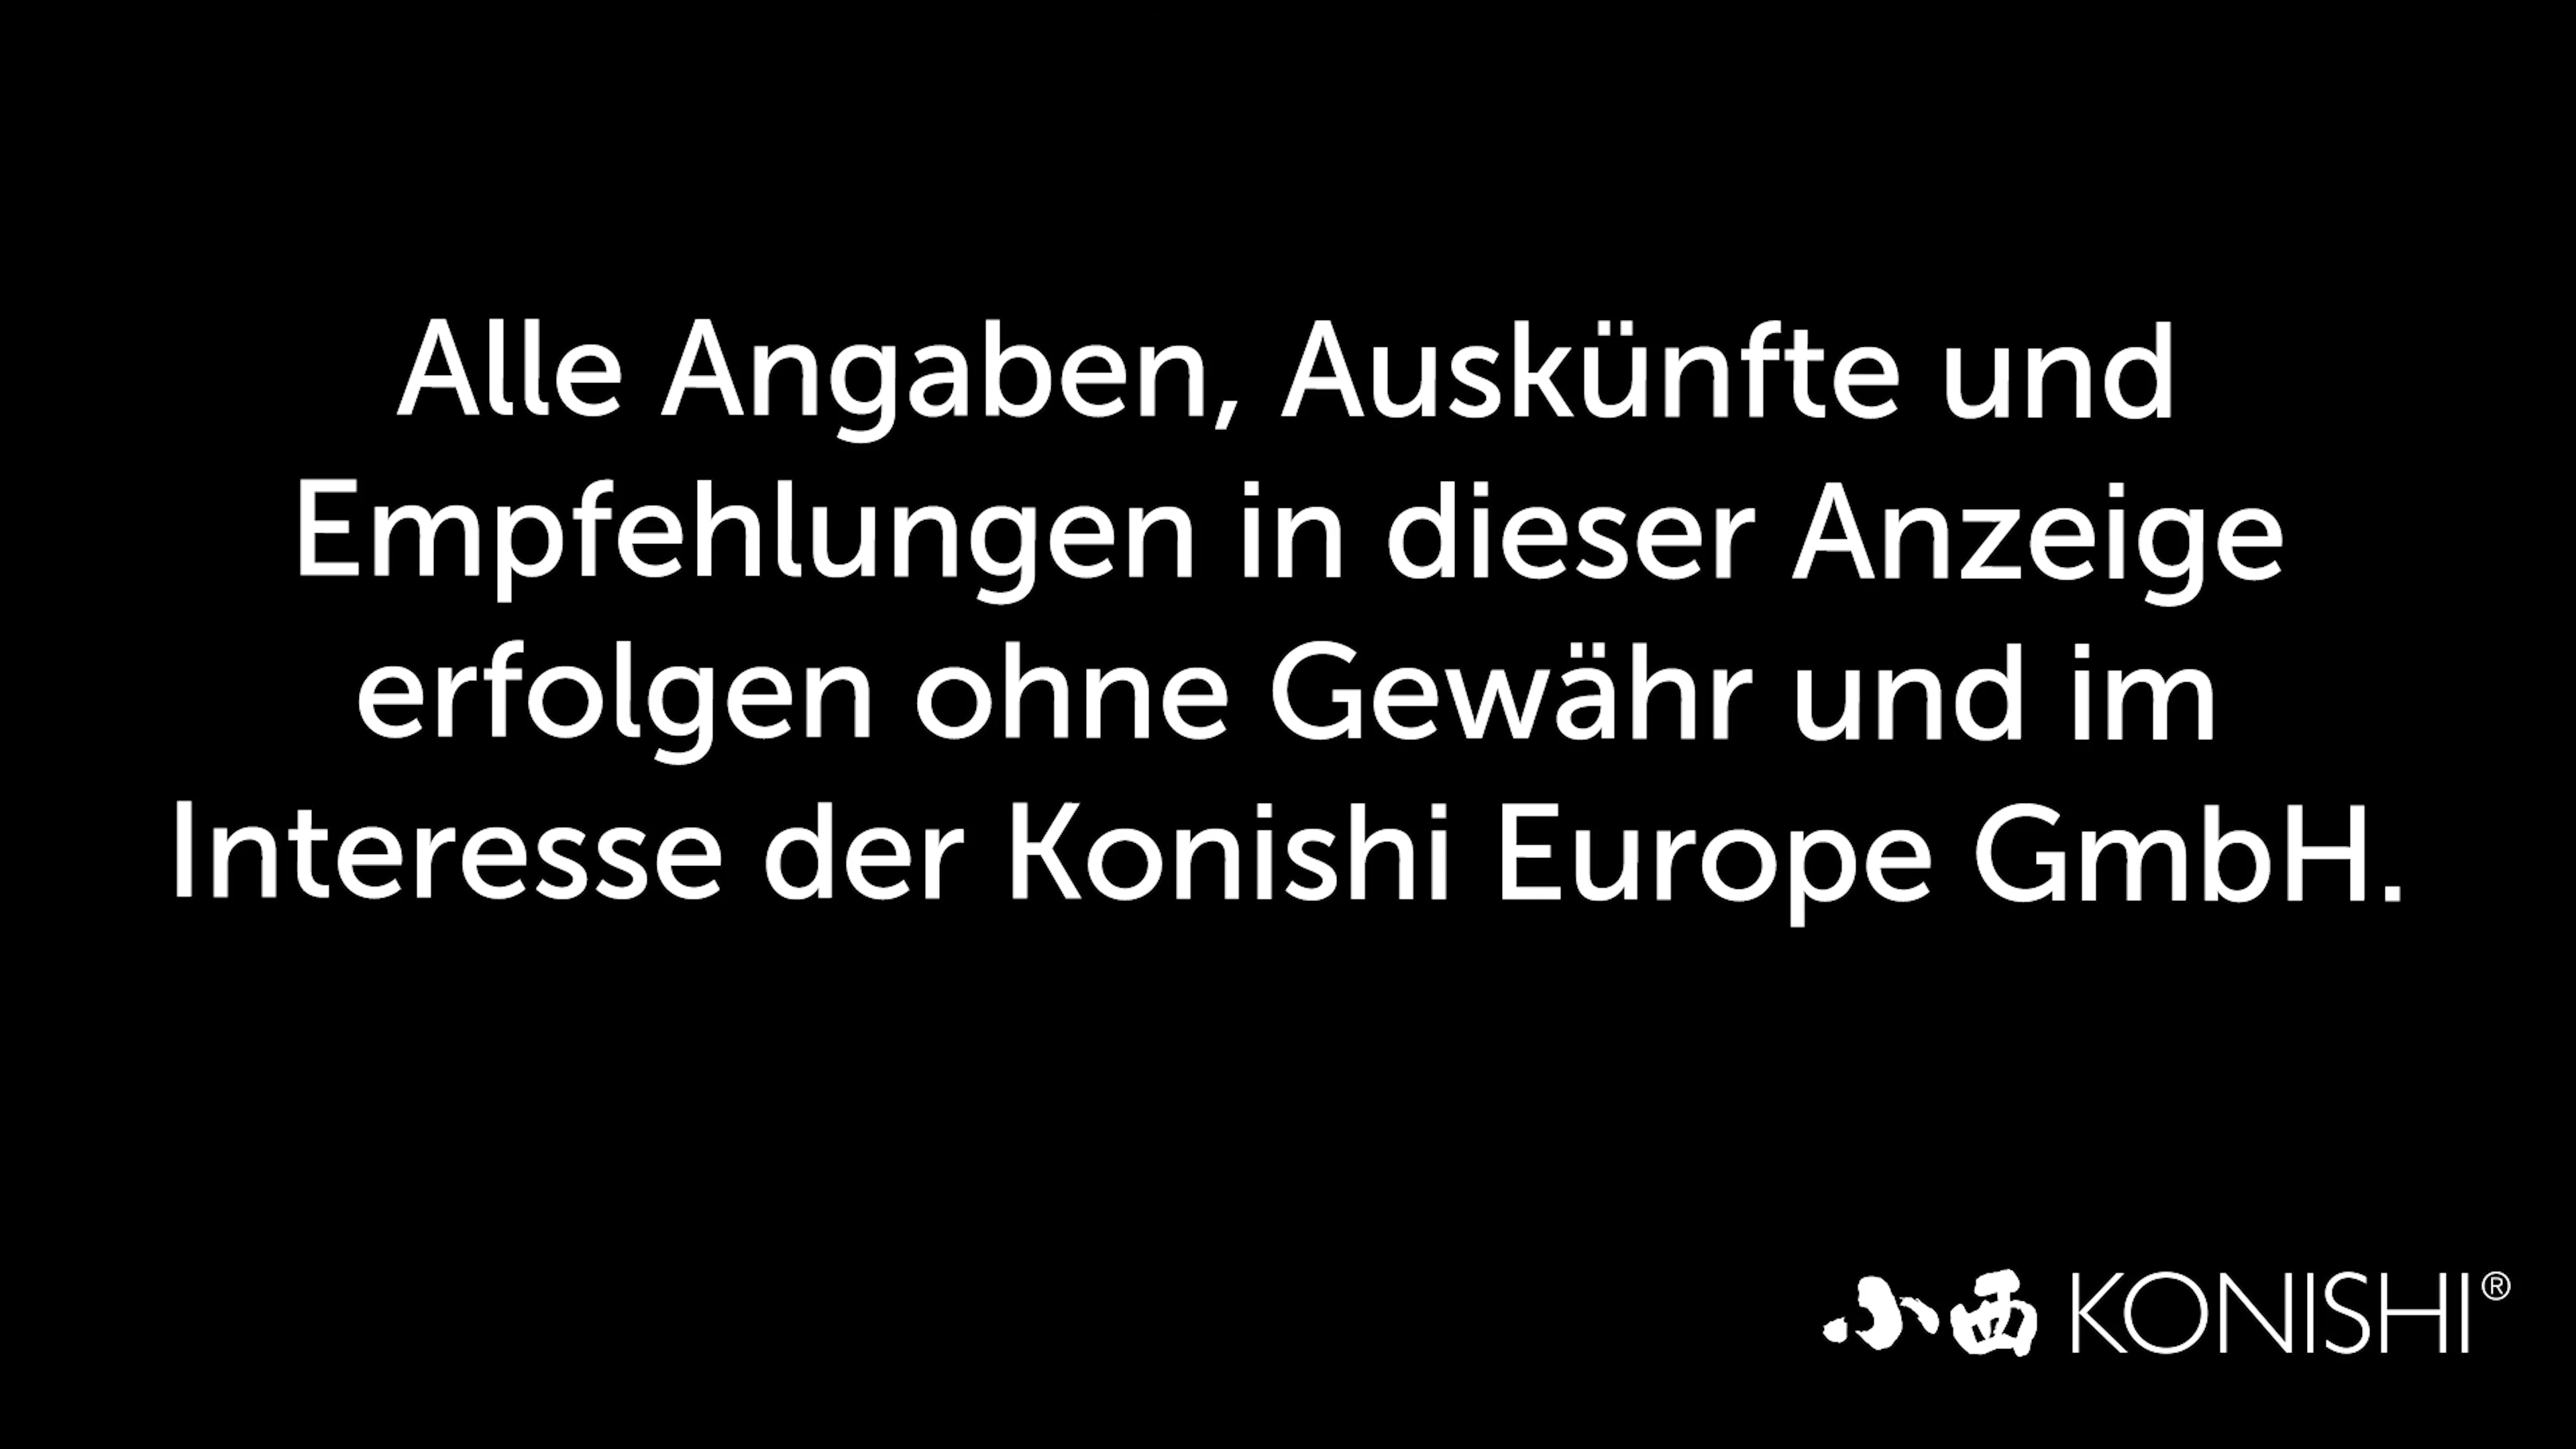 Alle Angaben, Auskünfte und
Empfehlungen in dieser Anzeige
erfolgen ohne Gewähr und im
Interesse der Konishi Europe GmbH.
小西 KONISHI®